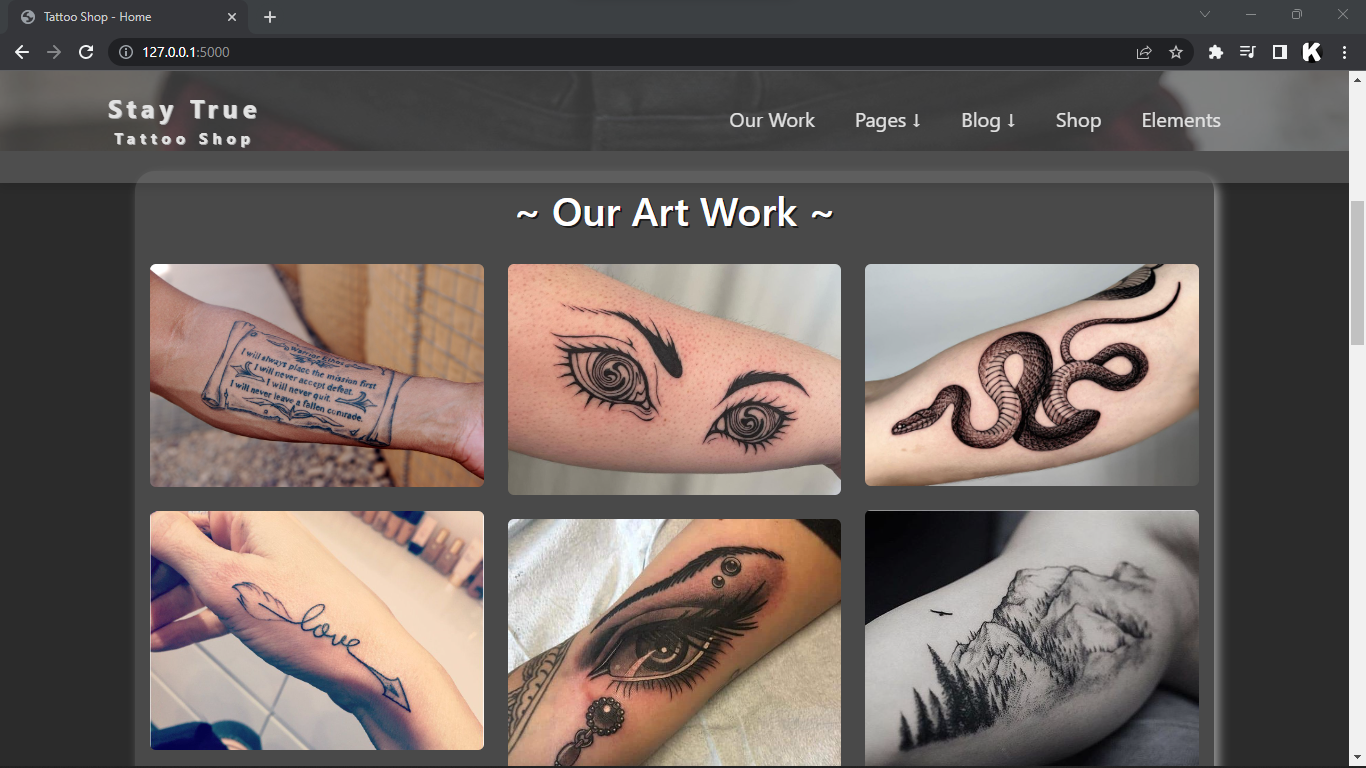 Tattoo Shop - Home
127.0.0.1:5000
Stay True
Tattoo Shop
Our Work
Pages ↓
Blog ↓
Shop
Elements
~ Our Art Work ~
Warrior Ethos
I will always place the mission first
I will never accept defeat.
I will never quit.
I will never leave a fallen comrade.
love